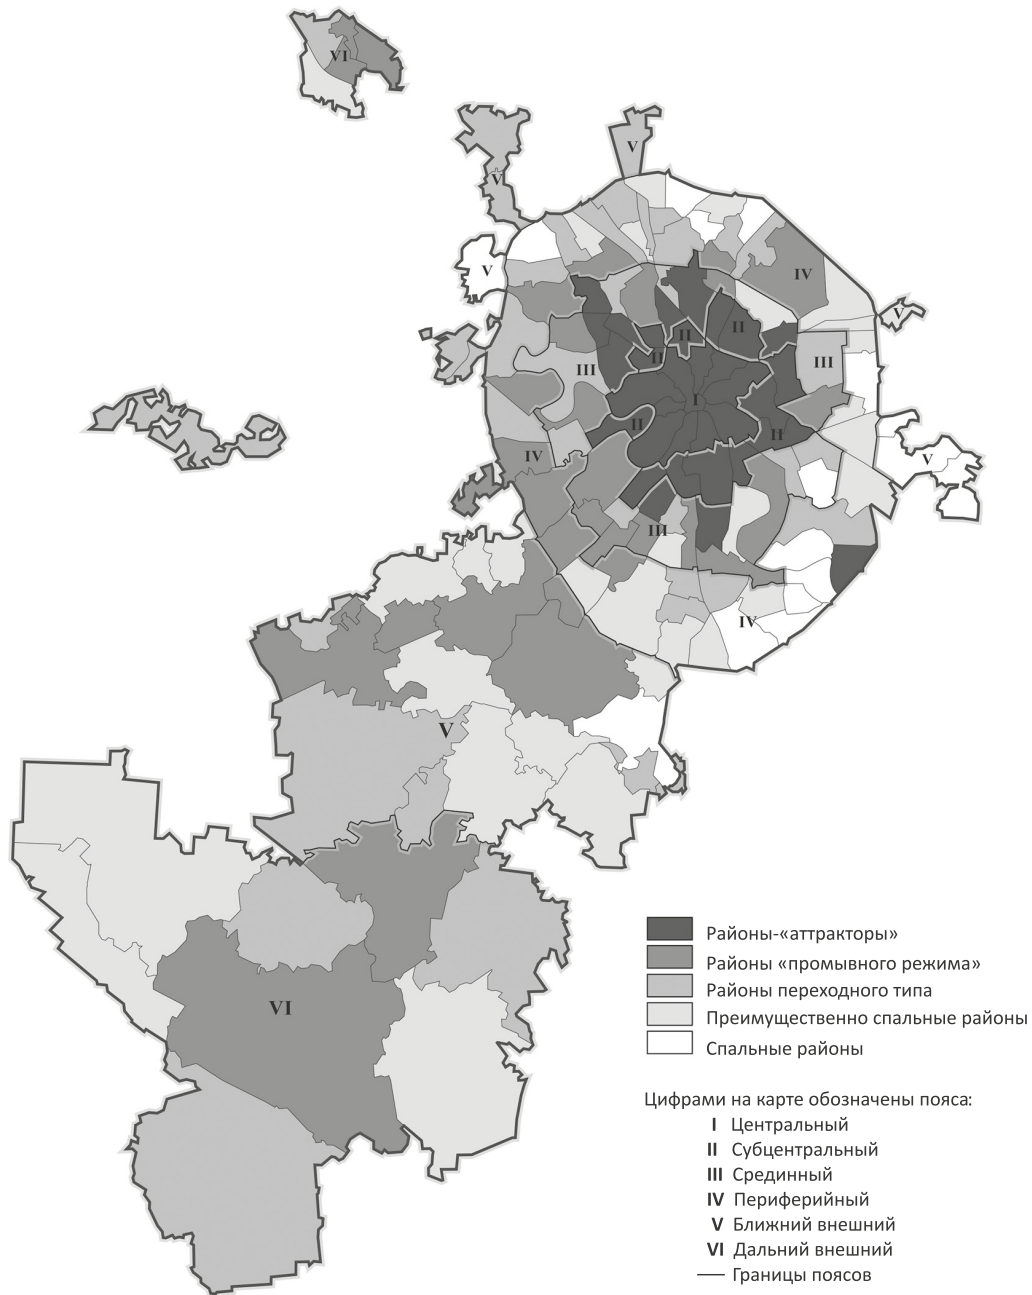 VI
V
V
V
IV
V
II
II
II
III
III
I
II
II
IV
V
III
IV
V
VI
Районы-«аттракторы»
Районы «промывного режима»
Районы переходного типа
Преимущественно спальные районы
Спальные районы
Цифрами на карте обозначены пояса:
I Центральный
II Субцентральный
III Срединный
IV Периферийный
V Ближний внешний
VI Дальний внешний
Границы поясов